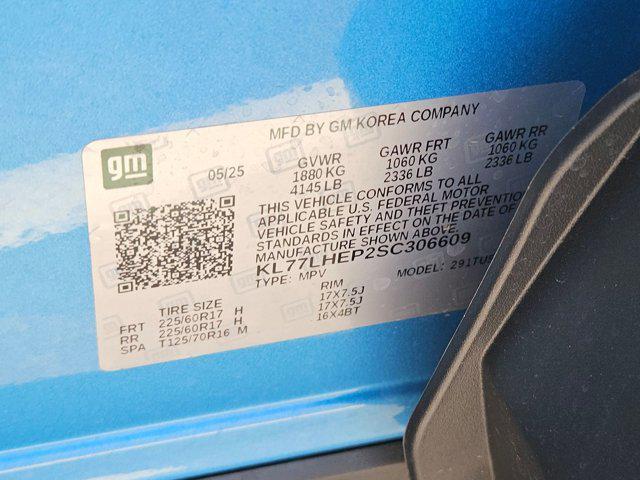 MFD BY GM KOREA COMPANY
gm
05/25
GVWR GAWR FRT GAWR RR
1880 KG 1060 KG 1060 KG
4145 LB 2336 LB 2336 LB
THIS VEHICLE CONFORMS TO ALL
APPLICABLE U.S. FEDERAL MOTOR
VEHICLE SAFETY AND THEFT PREVENTION
STANDARDS IN EFFECT ON THE DATE OF
MANUFACTURE SHOWN ABOVE.
KL77LHEP2SC306609
TYPE: MPV MODEL: 291TUS
TIRE SIZE RIM
FRT 225/60R17 H 17X7.5J
RR 225/60R17 H 17X7.5J
SPA T125/70R16 M 16X4BT